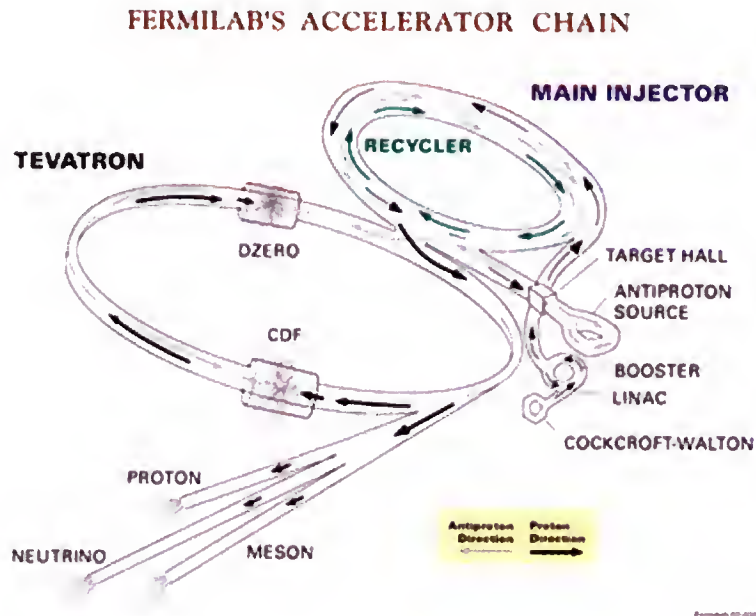 FERMILAB'S ACCELERATOR CHAIN
MAIN INJECTOR
RECYCLER
TEVATRON
DZERO
TARGET HALL
ANTIPROTON
SOURCE
CDF
BOOSTER
LINAC
COCKCROFT-WALTON
PROTON
NEUTRINO
MESON
Antiproton Proton
Direction Direction